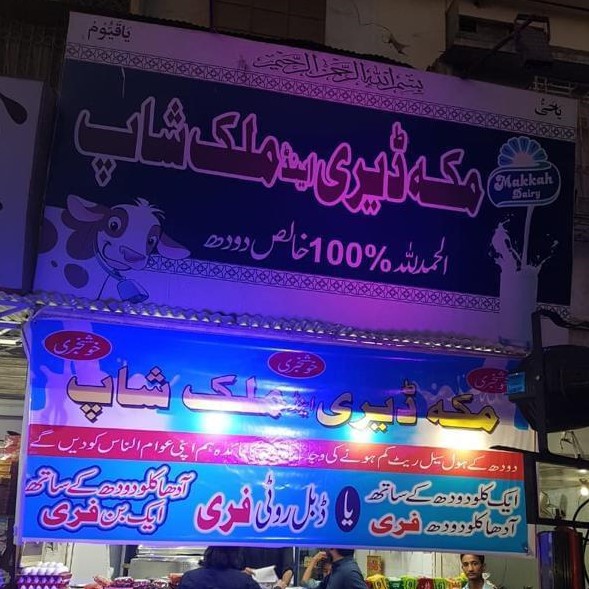 یاقیوم
بسم اللہ الرحمن الرحیم
یاحئ
مکہ ڈیری اینڈ ملک شاپ
Makkah
Dairy
الحمدللہ 100% خالص دودھ
خوشخبری
خوشخبری
خوشخبری
مکہ ڈیری اینڈ ملک شاپ
دودھ کے ہول سیل ریٹ کم ہونے کی وجہ ہم اپنی عوام الناس کو دیں گے
ایک کلو دودھ کے ساتھ
آدھا کلو دودھ فری
یا
ڈبل روٹی فری
آدھا کلو دودھ کے ساتھ
ایک بن فری